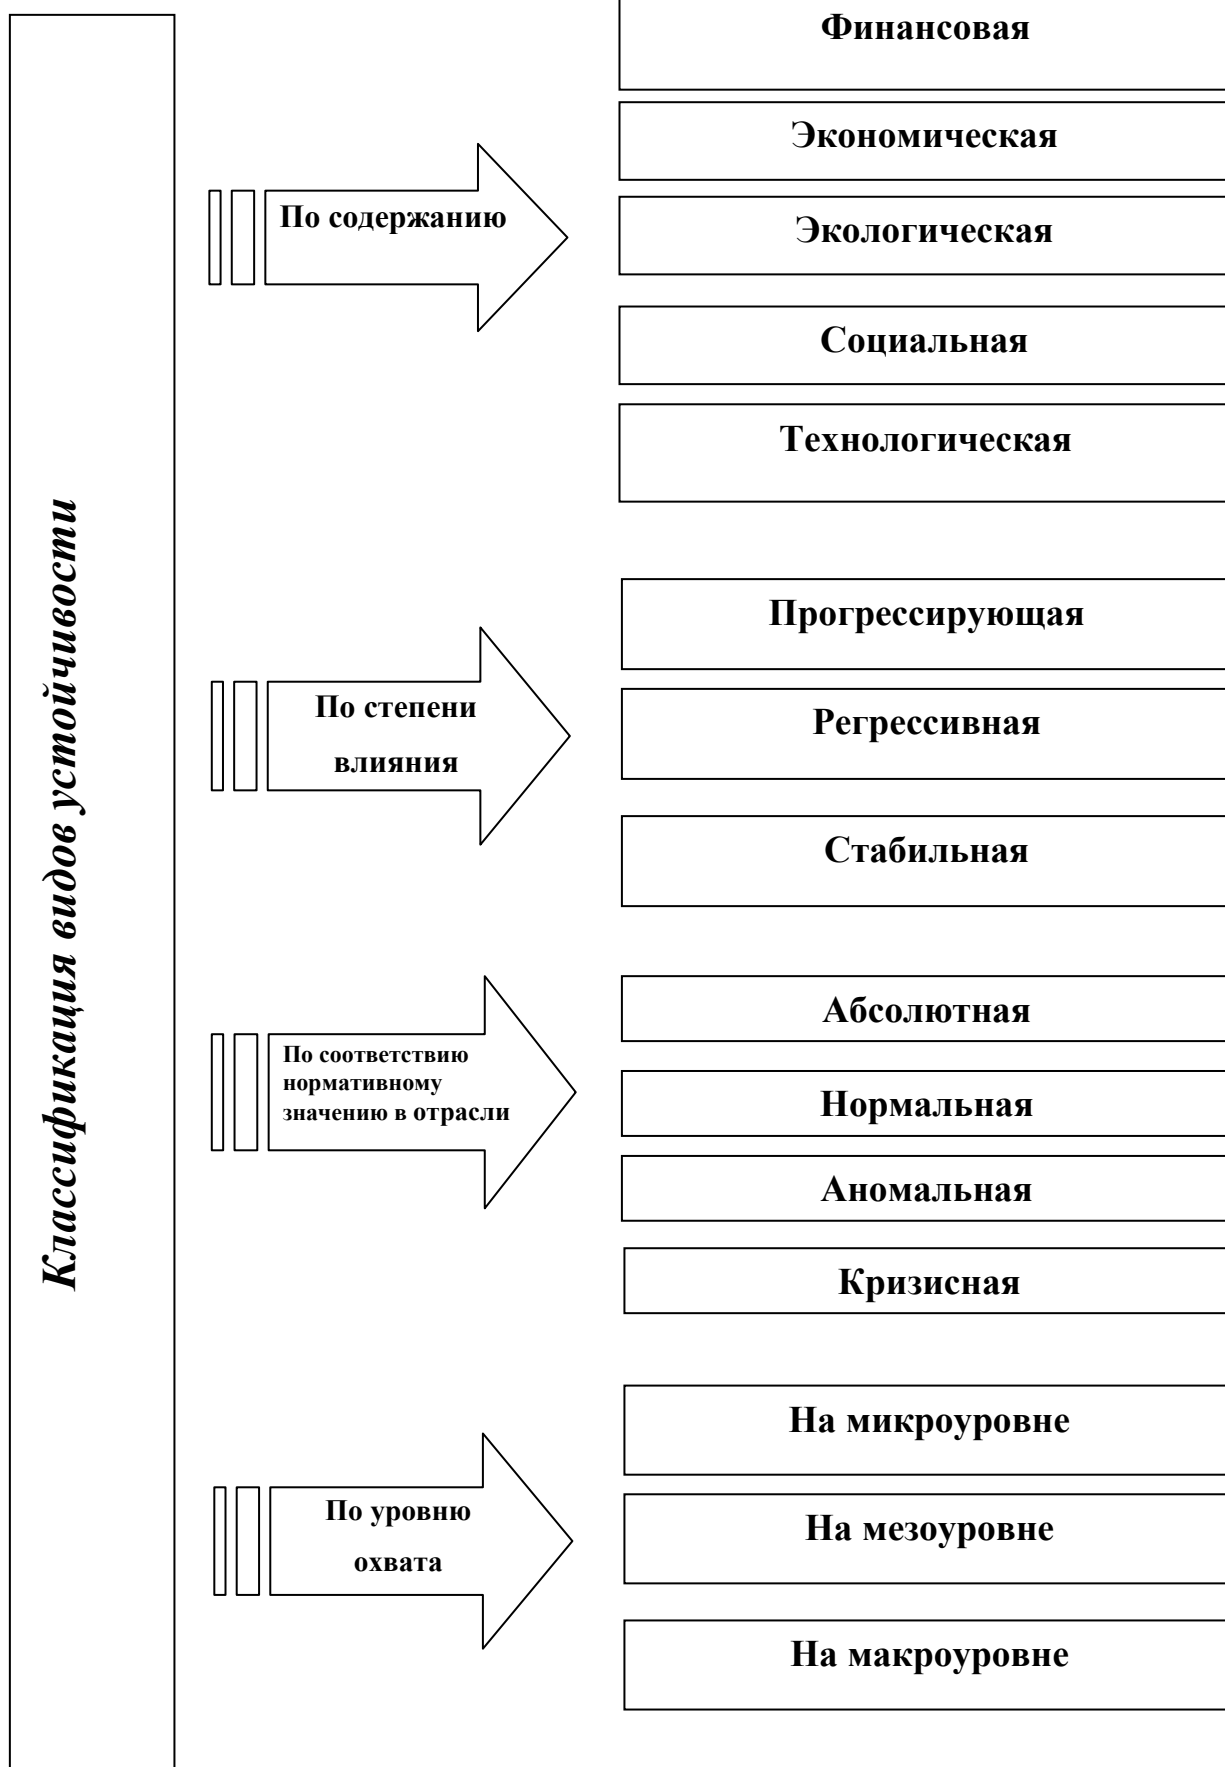 Классификация видов устойчивости
По содержанию
Финансовая
Экономическая
Экологическая
Социальная
Технологическая
По степени
влияния
Прогрессирующая
Регрессивная
Стабильная
По соответствию
нормативному
значению в отрасли
Абсолютная
Нормальная
Аномальная
Кризисная
По уровню
охвата
На микроуровне
На мезоуровне
На макроуровне